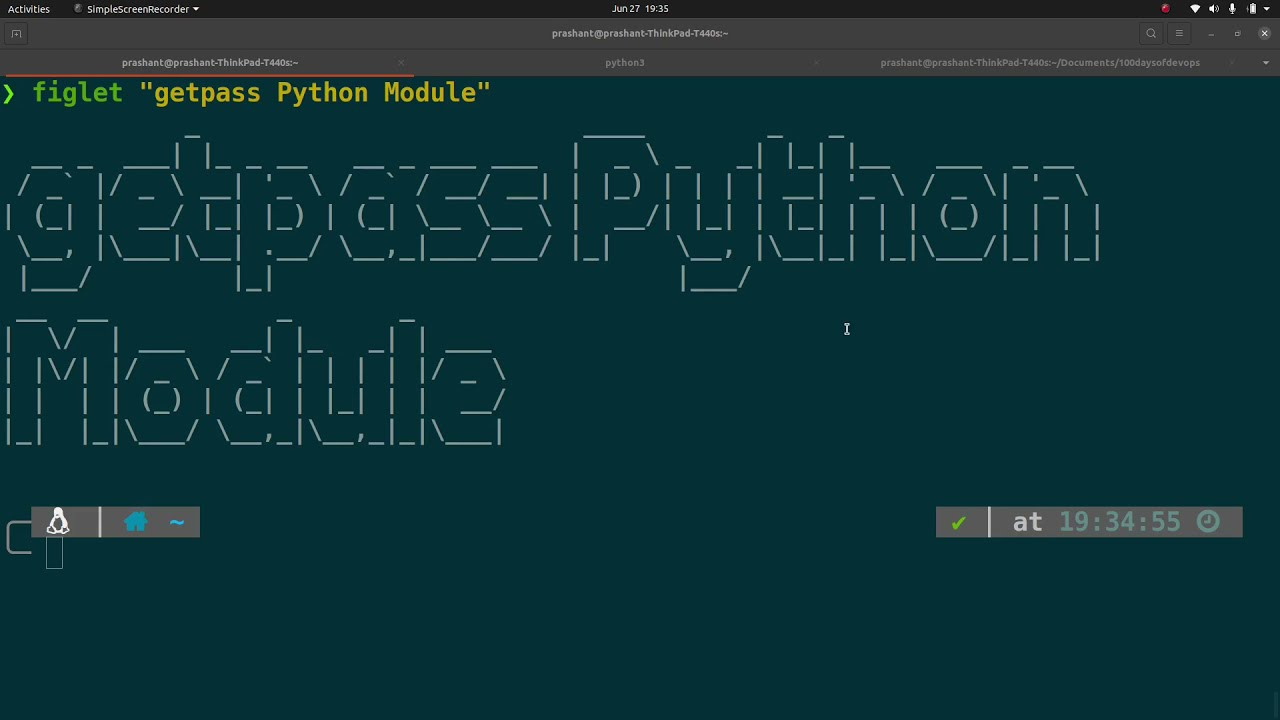 Activities SimpleScreenRecorder Jun 27 19:35
prashant@prashant-ThinkPad-T440s:~
prashant@prashant-ThinkPad-T440s:~ python3 prashant@prashant-ThinkPad-T440s:~/Documents/100daysofdevops
❯ figlet "getpass Python Module"
getpass Python
Module
~ ✔ at 19:34:55